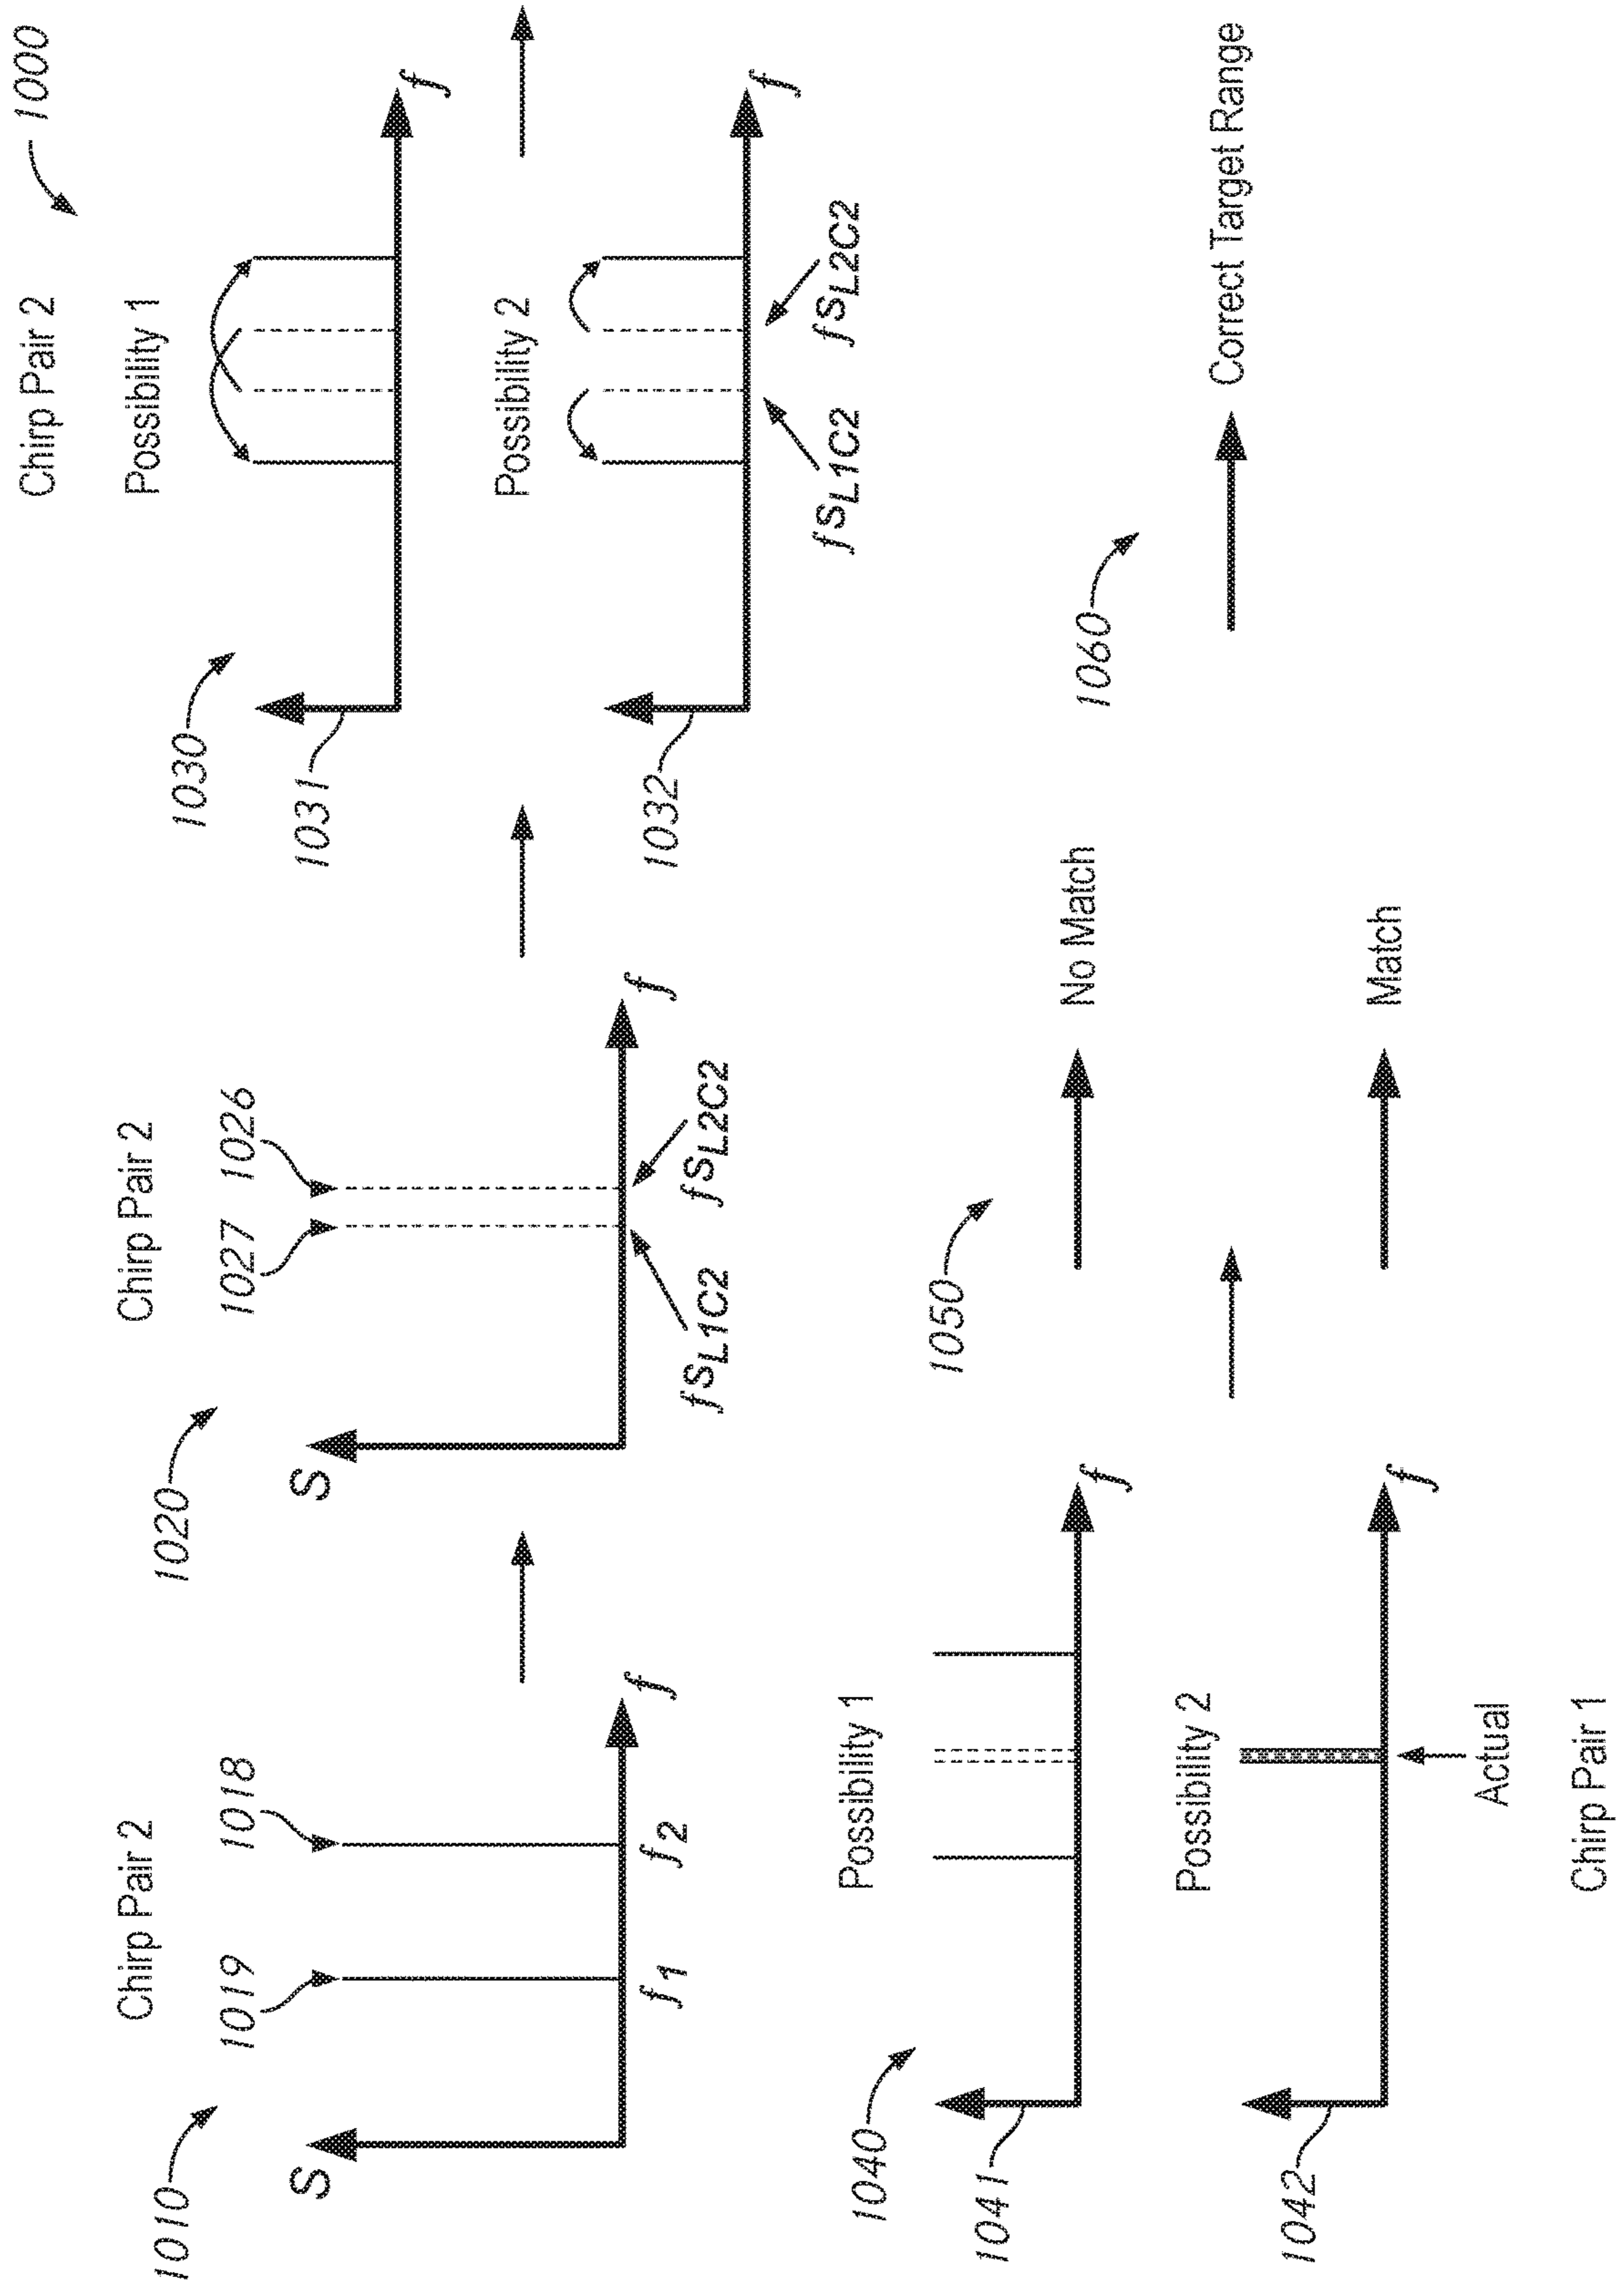 1000
Chirp Pair 2
1010
S
1019
1018
f1
f2
f
Chirp Pair 2
1020
S
1027
1026
fSL1C2
fSL2C2
f
Chirp Pair 2
1030
Possibility 1
1031
f
Possibility 2
1032
fSL1C2
fSL2C2
f
1040
Possibility 1
1041
f
Possibility 2
1042
f
Actual
Chirp Pair 1
1050
No Match
Match
1060
Correct Target Range